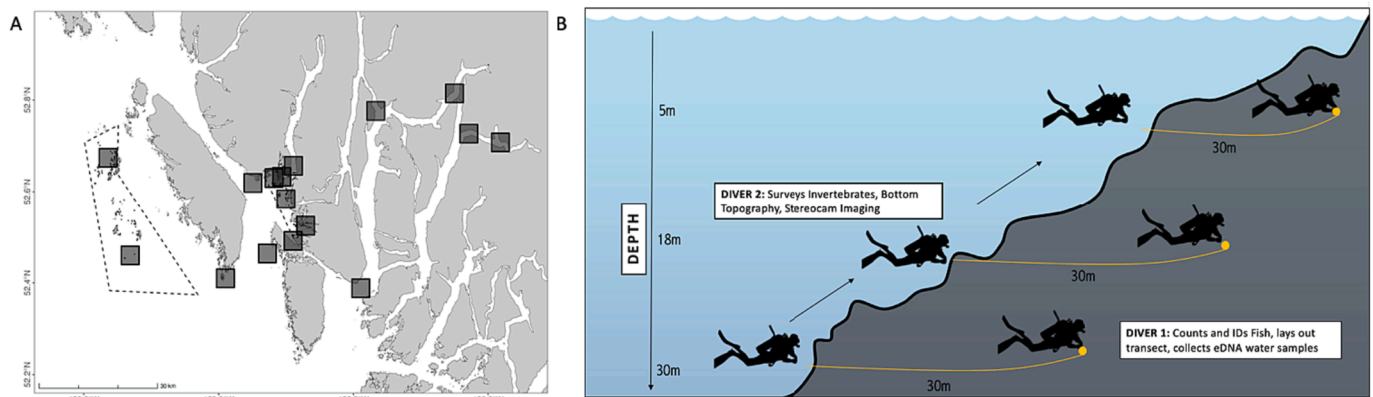 A
52.8°N
52.6°N
52.4°N
52.2°N
30 km
B
DEPTH
5m
18m
30m
30m
30m
30m
DIVER 2: Surveys Invertebrates, Bottom
Topography, Stereocam Imaging
DIVER 1: Counts and IDs Fish, lays out
transect, collects eDNA water samples